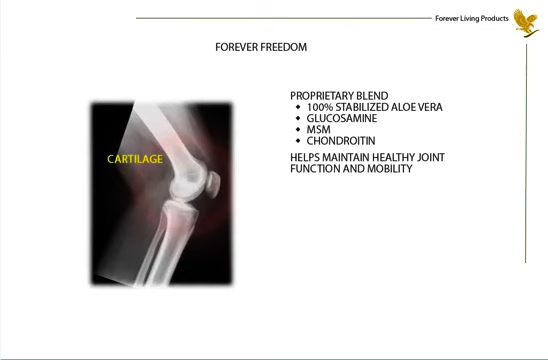 Forever Living Products
FOREVER FREEDOM
PROPRIETARY BLEND
◆ 100% STABILIZED ALOE VERA
◆ GLUCOSAMINE
◆ MSM
◆ CHONDROITIN
HELPS MAINTAIN HEALTHY JOINT
FUNCTION AND MOBILITY
CARTILAGE